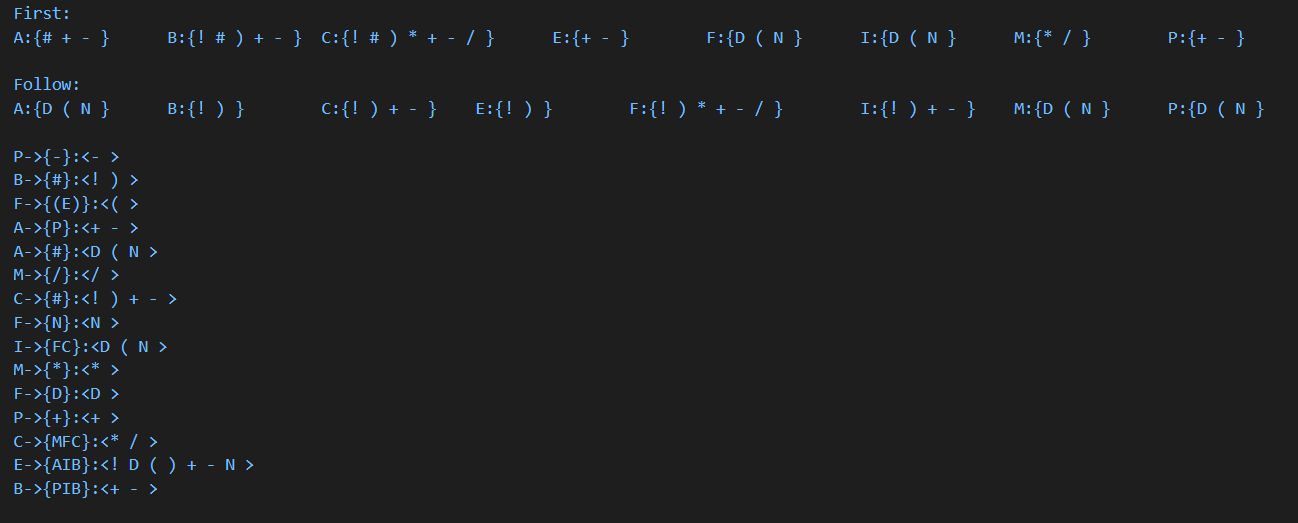 First:
A:{# + - } B:{! # ) + - } C:{! # ) * + - / } E:{+ - } F:{D ( N } I:{D ( N } M:{* / } P:{+ - }
Follow:
A:{D ( N } B:{! ) } C:{! ) + - } E:{! ) } F:{! ) * + - / } I:{! ) + - } M:{D ( N } P:{D ( N }
P->{-}:<- >
B->{#}:<! ) >
F->{(E)}:<( >
A->{P}:<+ - >
A->{#}:<D ( N >
M->{/}:</ >
C->{#}:<! ) + - >
F->{N}:<N >
I->{FC}:<D ( N >
M->{*}:<* >
F->{D}:<D >
P->{+}:<+ >
C->{MFC}:<* / >
E->{AIB}:<! D ( ) + - N >
B->{PIB}:<+ - >